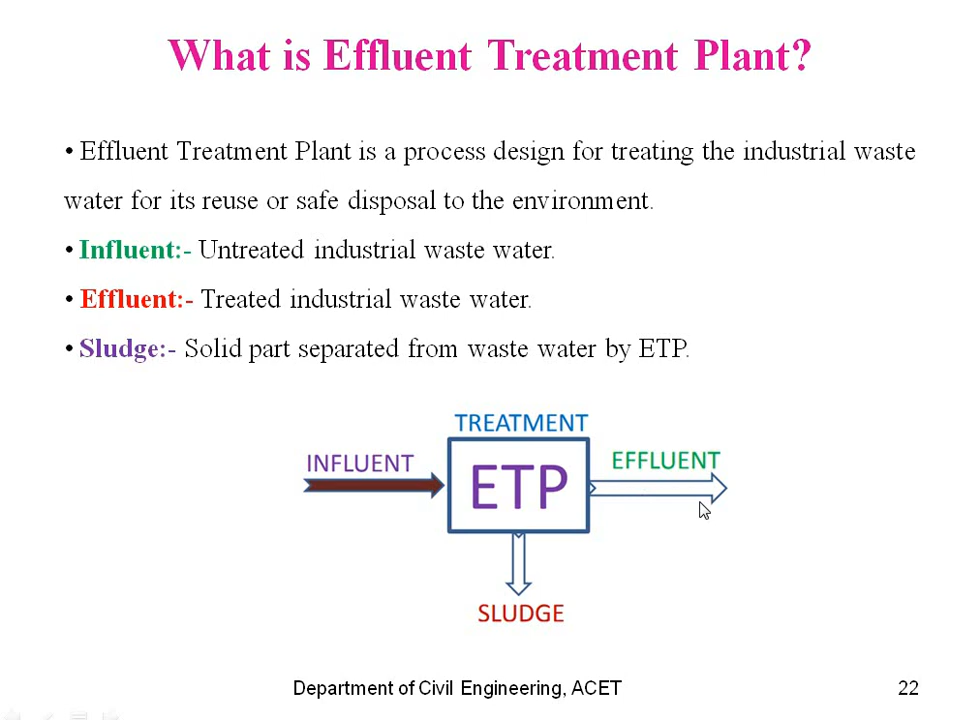 What is Effluent Treatment Plant?
• Effluent Treatment Plant is a process design for treating the industrial waste
water for its reuse or safe disposal to the environment.
• Influent:- Untreated industrial waste water.
• Effluent:- Treated industrial waste water.
• Sludge:- Solid part separated from waste water by ETP.
TREATMENT
INFLUENT
ETP
EFFLUENT
SLUDGE
Department of Civil Engineering, ACET
22